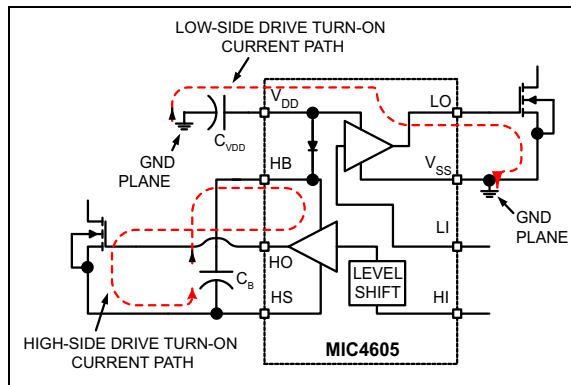 LOW-SIDE DRIVE TURN-ON
CURRENT PATH
VDD
LO
CVDD
GND
PLANE
HB
VSS
GND
PLANE
LI
HO
CB
LEVEL
SHIFT
HS
HI
HIGH-SIDE DRIVE TURN-ON
CURRENT PATH
MIC4605